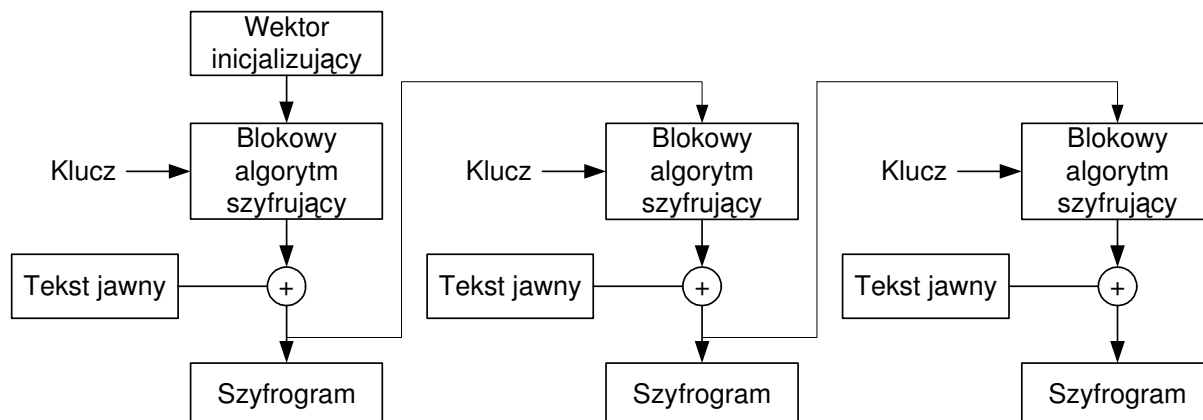 Wektor
inicjalizujący
Blokowy
algorytm
szyfrujący
Klucz
Tekst jawny
+
Szyfrogram
Blokowy
algorytm
szyfrujący
Klucz
Tekst jawny
+
Szyfrogram
Blokowy
algorytm
szyfrujący
Klucz
Tekst jawny
+
Szyfrogram